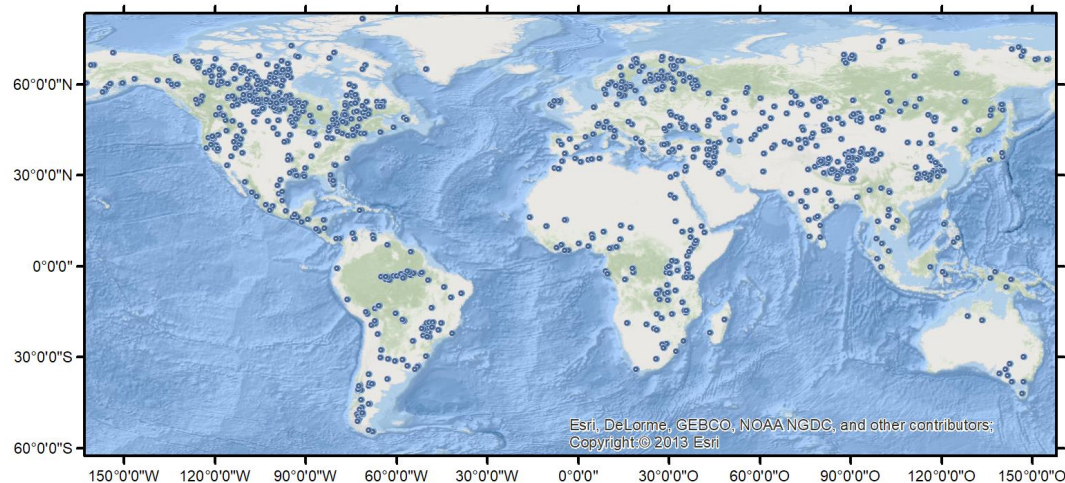 60°0'0"N
30°0'0"N
0°0'0"
30°0'0"S
60°0'0"S
Esri, DeLorme, GEBCO, NOAA NGDC, and other contributors;
Copyright:© 2013 Esri
150°0'0"W 120°0'0"W 90°0'0"W 60°0'0"W 30°0'0"W 0°0'0" 30°0'0"O 60°0'0"O 90°0'0"O 120°0'0"O 150°0'0"O